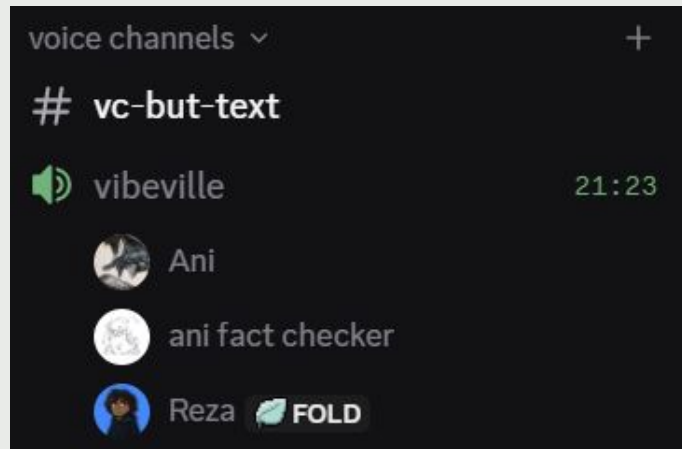 voice channels
# vc-but-text
vibeville 21:23
Ani
ani fact checker
Reza FOLD